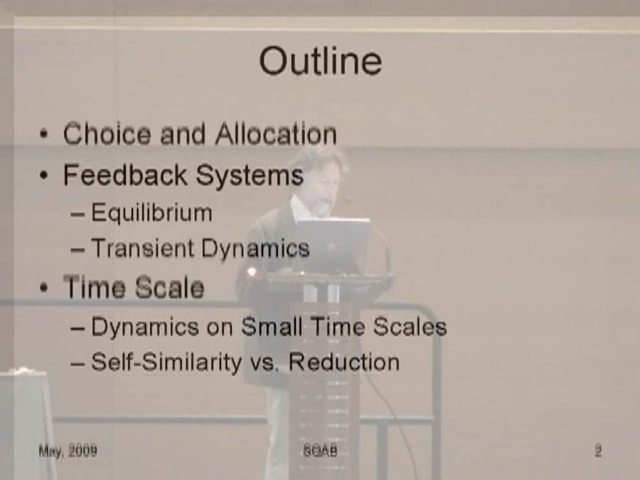 Outline
• Choice and Allocation
• Feedback Systems
– Equilibrium
– Transient Dynamics
• Time Scale
– Dynamics on Small Time Scales
– Self-Similarity vs. Reduction
May, 2009
SQAB
2